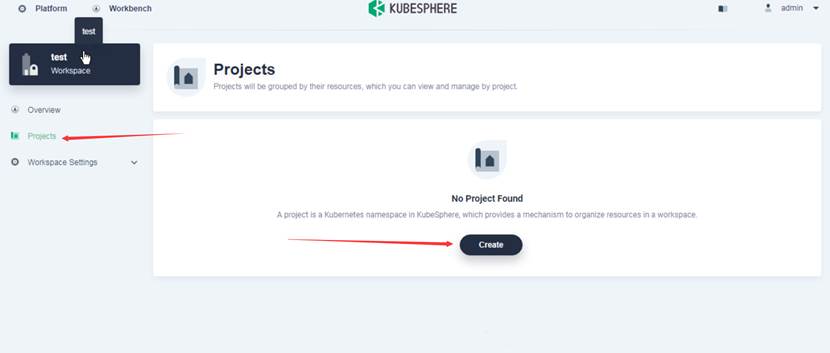 Platform
Workbench
KUBESPHERE
admin
test
test
Workspace
Overview
Projects
Workspace Settings
Projects
Projects will be grouped by their resources, which you can view and manage by project.
No Project Found
A project is a Kubernetes namespace in KubeSphere, which provides a mechanism to organize resources in a workspace.
Create